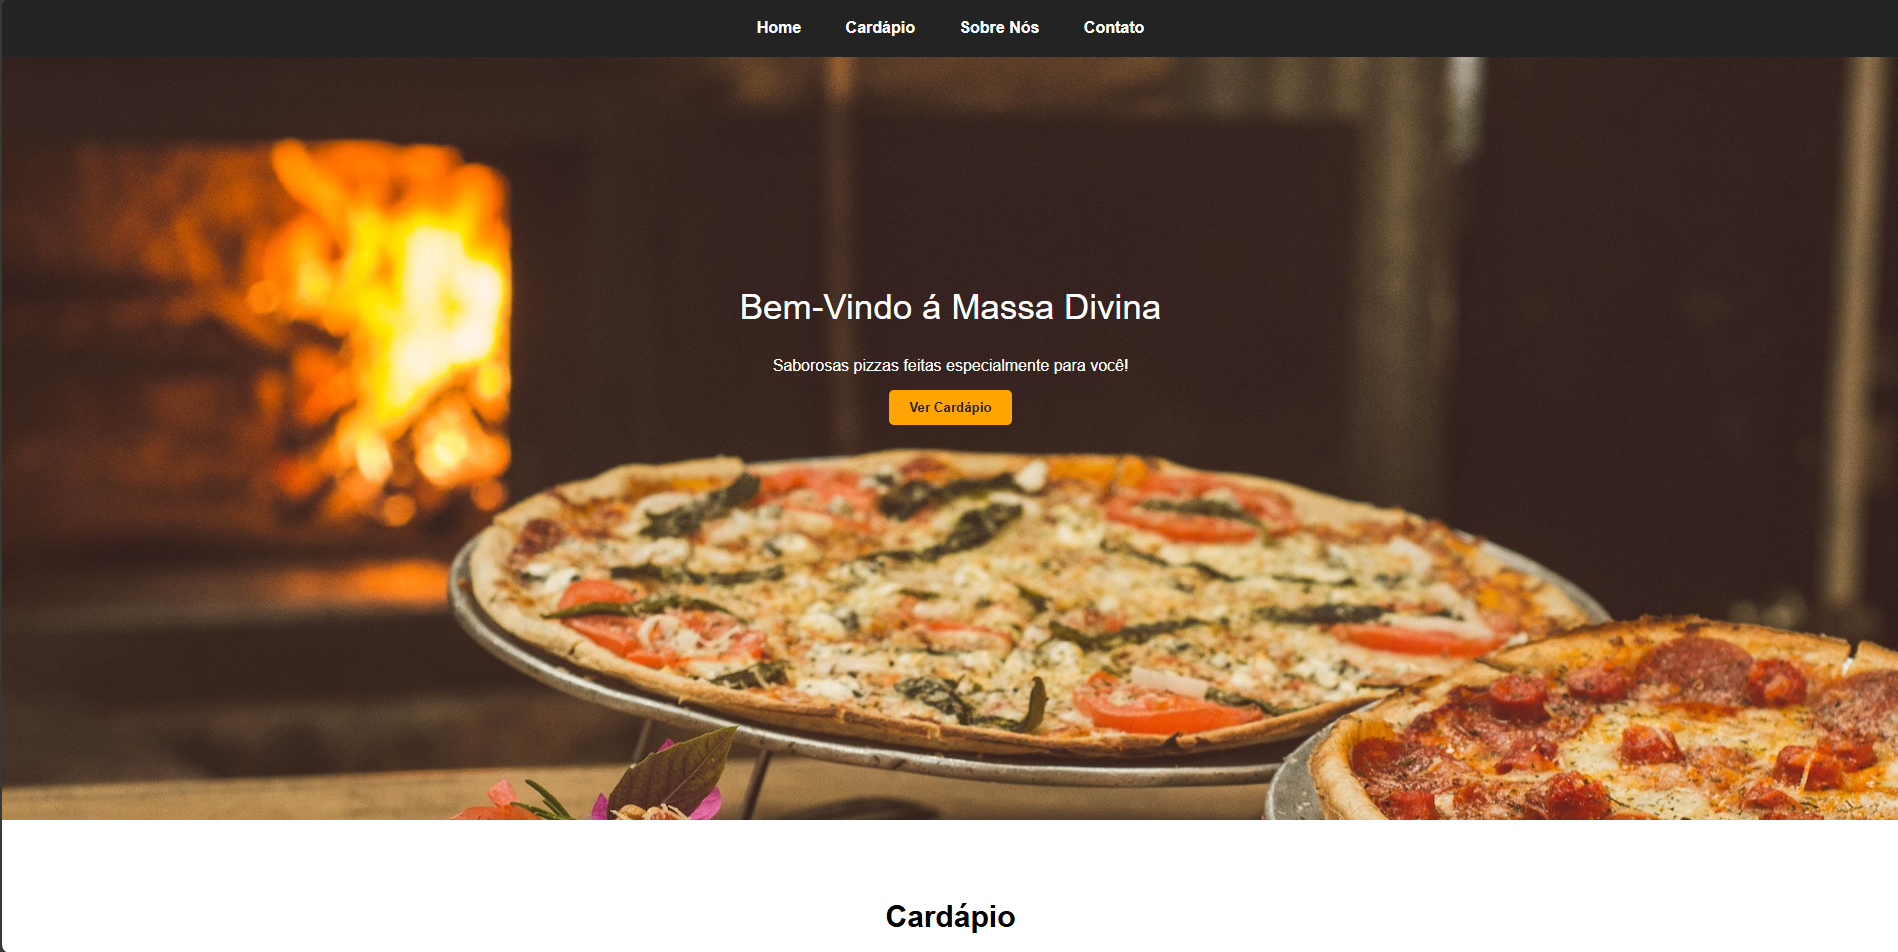 Home Cardápio Sobre Nós Contato
Bem-Vindo á Massa Divina
Saborosas pizzas feitas especialmente para você!
Ver Cardápio
Cardápio